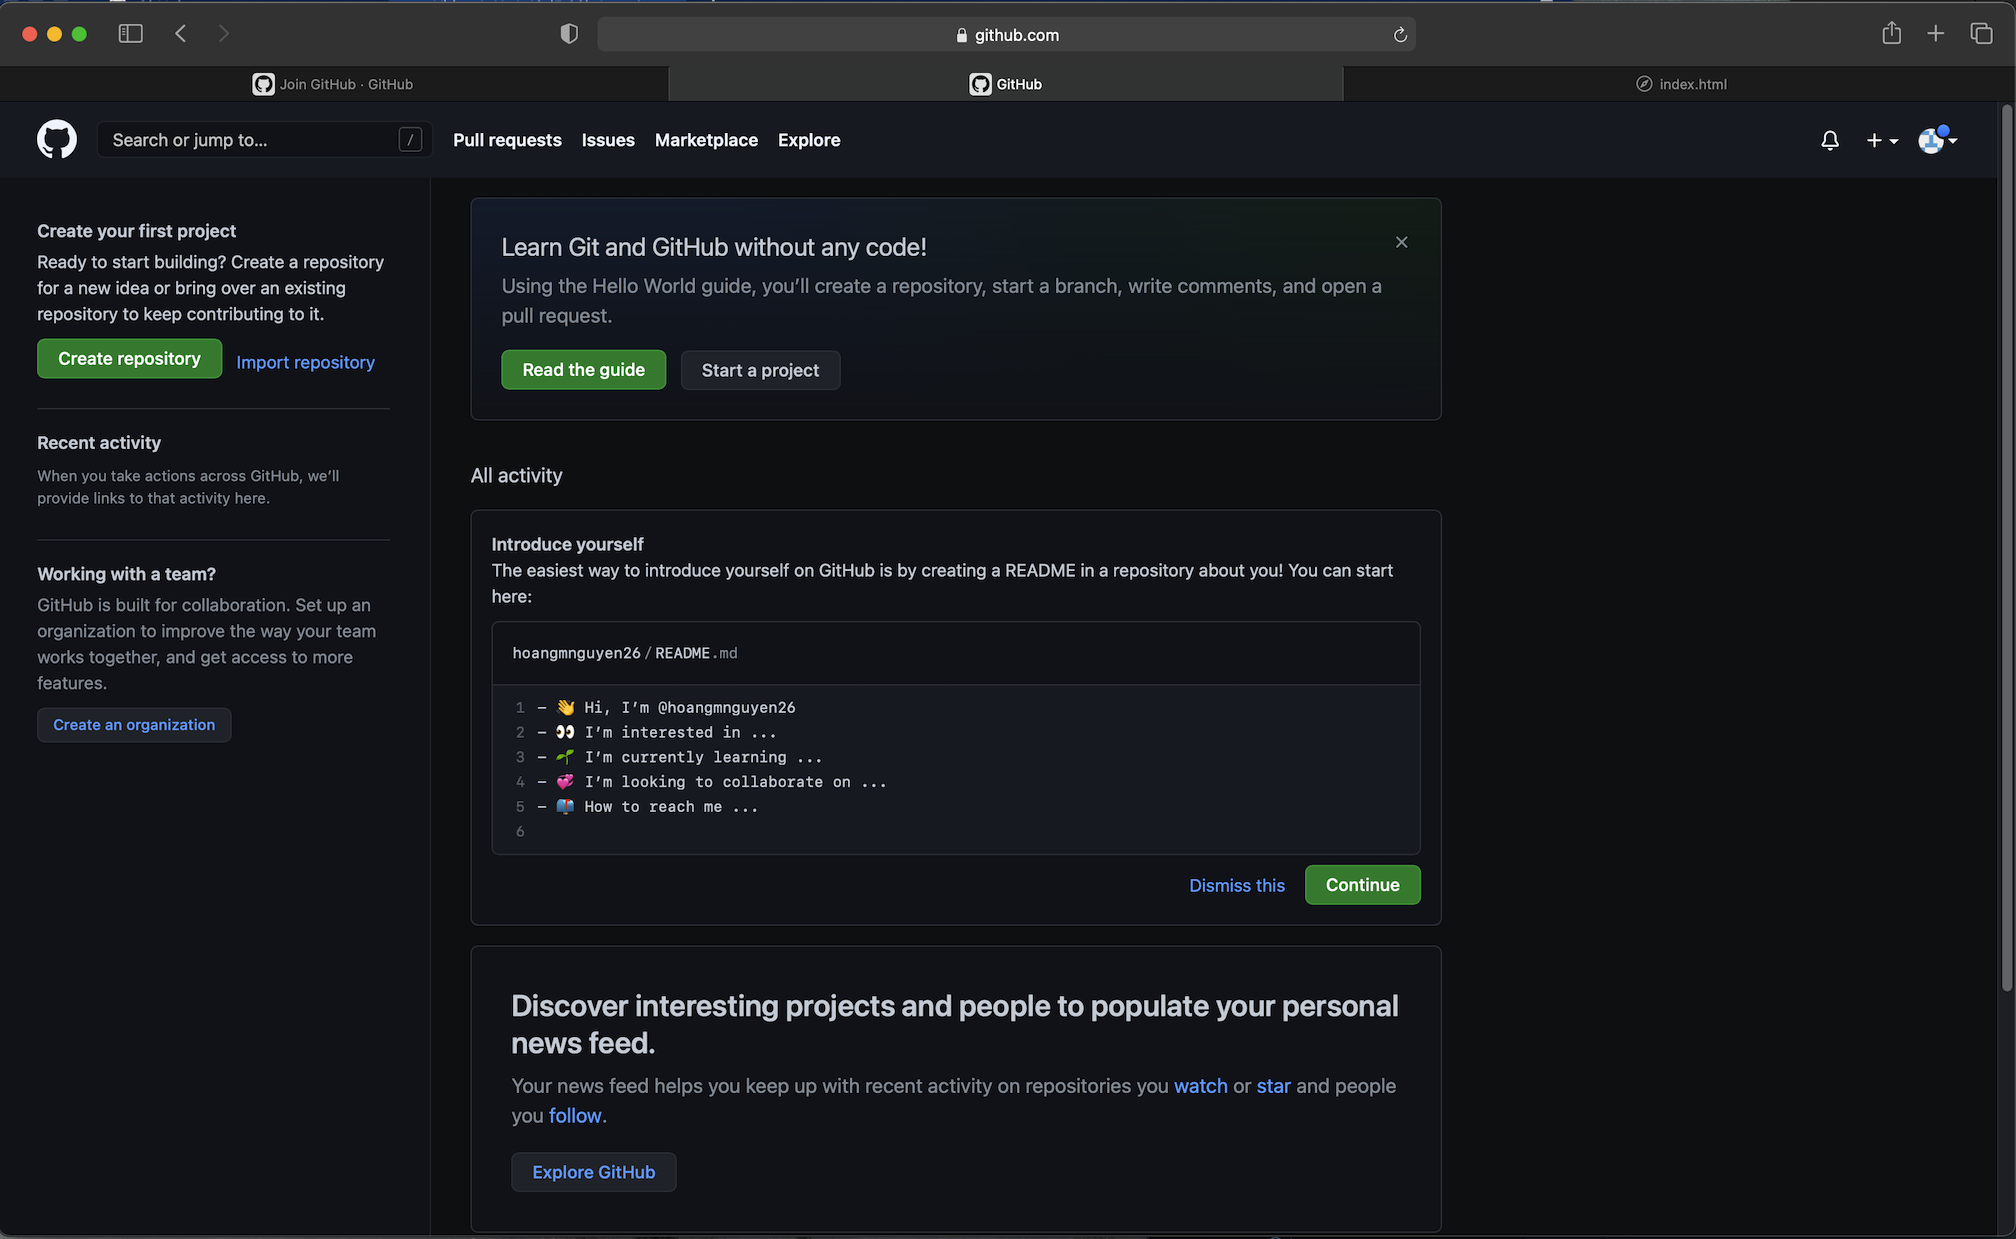 github.com
Join GitHub · GitHub
GitHub
index.html
Search or jump to...
/
Pull requests
Issues
Marketplace
Explore
Create your first project
Ready to start building? Create a repository
for a new idea or bring over an existing
repository to keep contributing to it.
Create repository
Import repository
Recent activity
When you take actions across GitHub, we’ll
provide links to that activity here.
Working with a team?
GitHub is built for collaboration. Set up an
organization to improve the way your team
works together, and get access to more
features.
Create an organization
Learn Git and GitHub without any code!
Using the Hello World guide, you’ll create a repository, start a branch, write comments, and open a
pull request.
Read the guide
Start a project
All activity
Introduce yourself
The easiest way to introduce yourself on GitHub is by creating a README in a repository about you! You can start
here:
hoangmnguyen26 / README.md
1 – 👋 Hi, I’m @hoangmnguyen26
2 – 👀 I’m interested in ...
3 – 🌱 I’m currently learning ...
4 – 💞️ I’m looking to collaborate on ...
5 – 📫 How to reach me ...
6
Dismiss this
Continue
Discover interesting projects and people to populate your personal
news feed.
Your news feed helps you keep up with recent activity on repositories you watch or star and people
you follow.
Explore GitHub